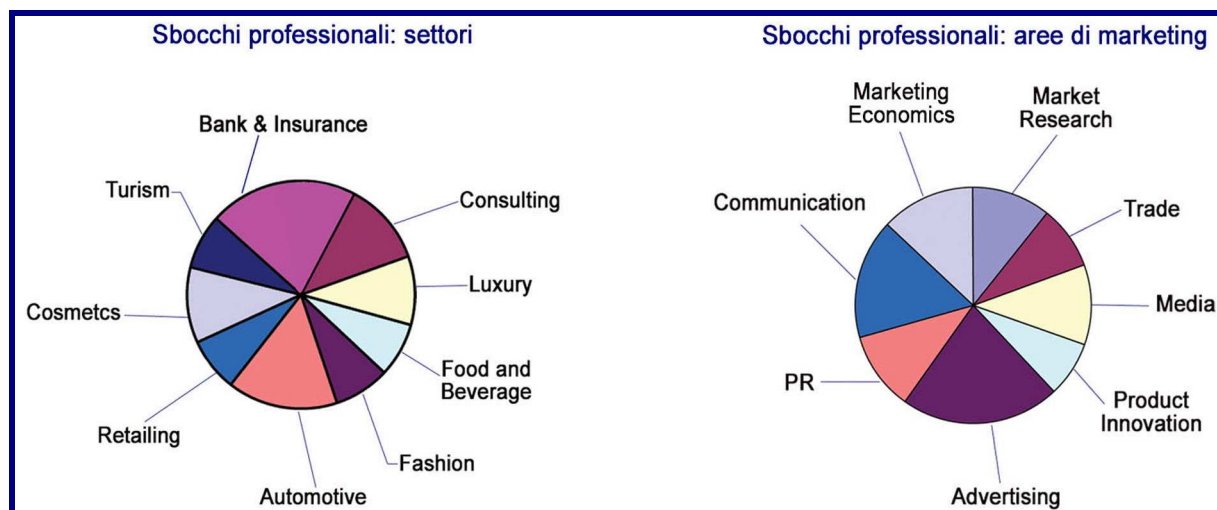 Sbocchi professionali: settori
Bank & Insurance
Turism
Consulting
Luxury
Cosmetcs
Food and
Beverage
Retailing
Fashion
Automotive
Sbocchi professionali: aree di marketing
Marketing
Economics
Market
Research
Communication
Trade
Media
PR
Product
Innovation
Advertising